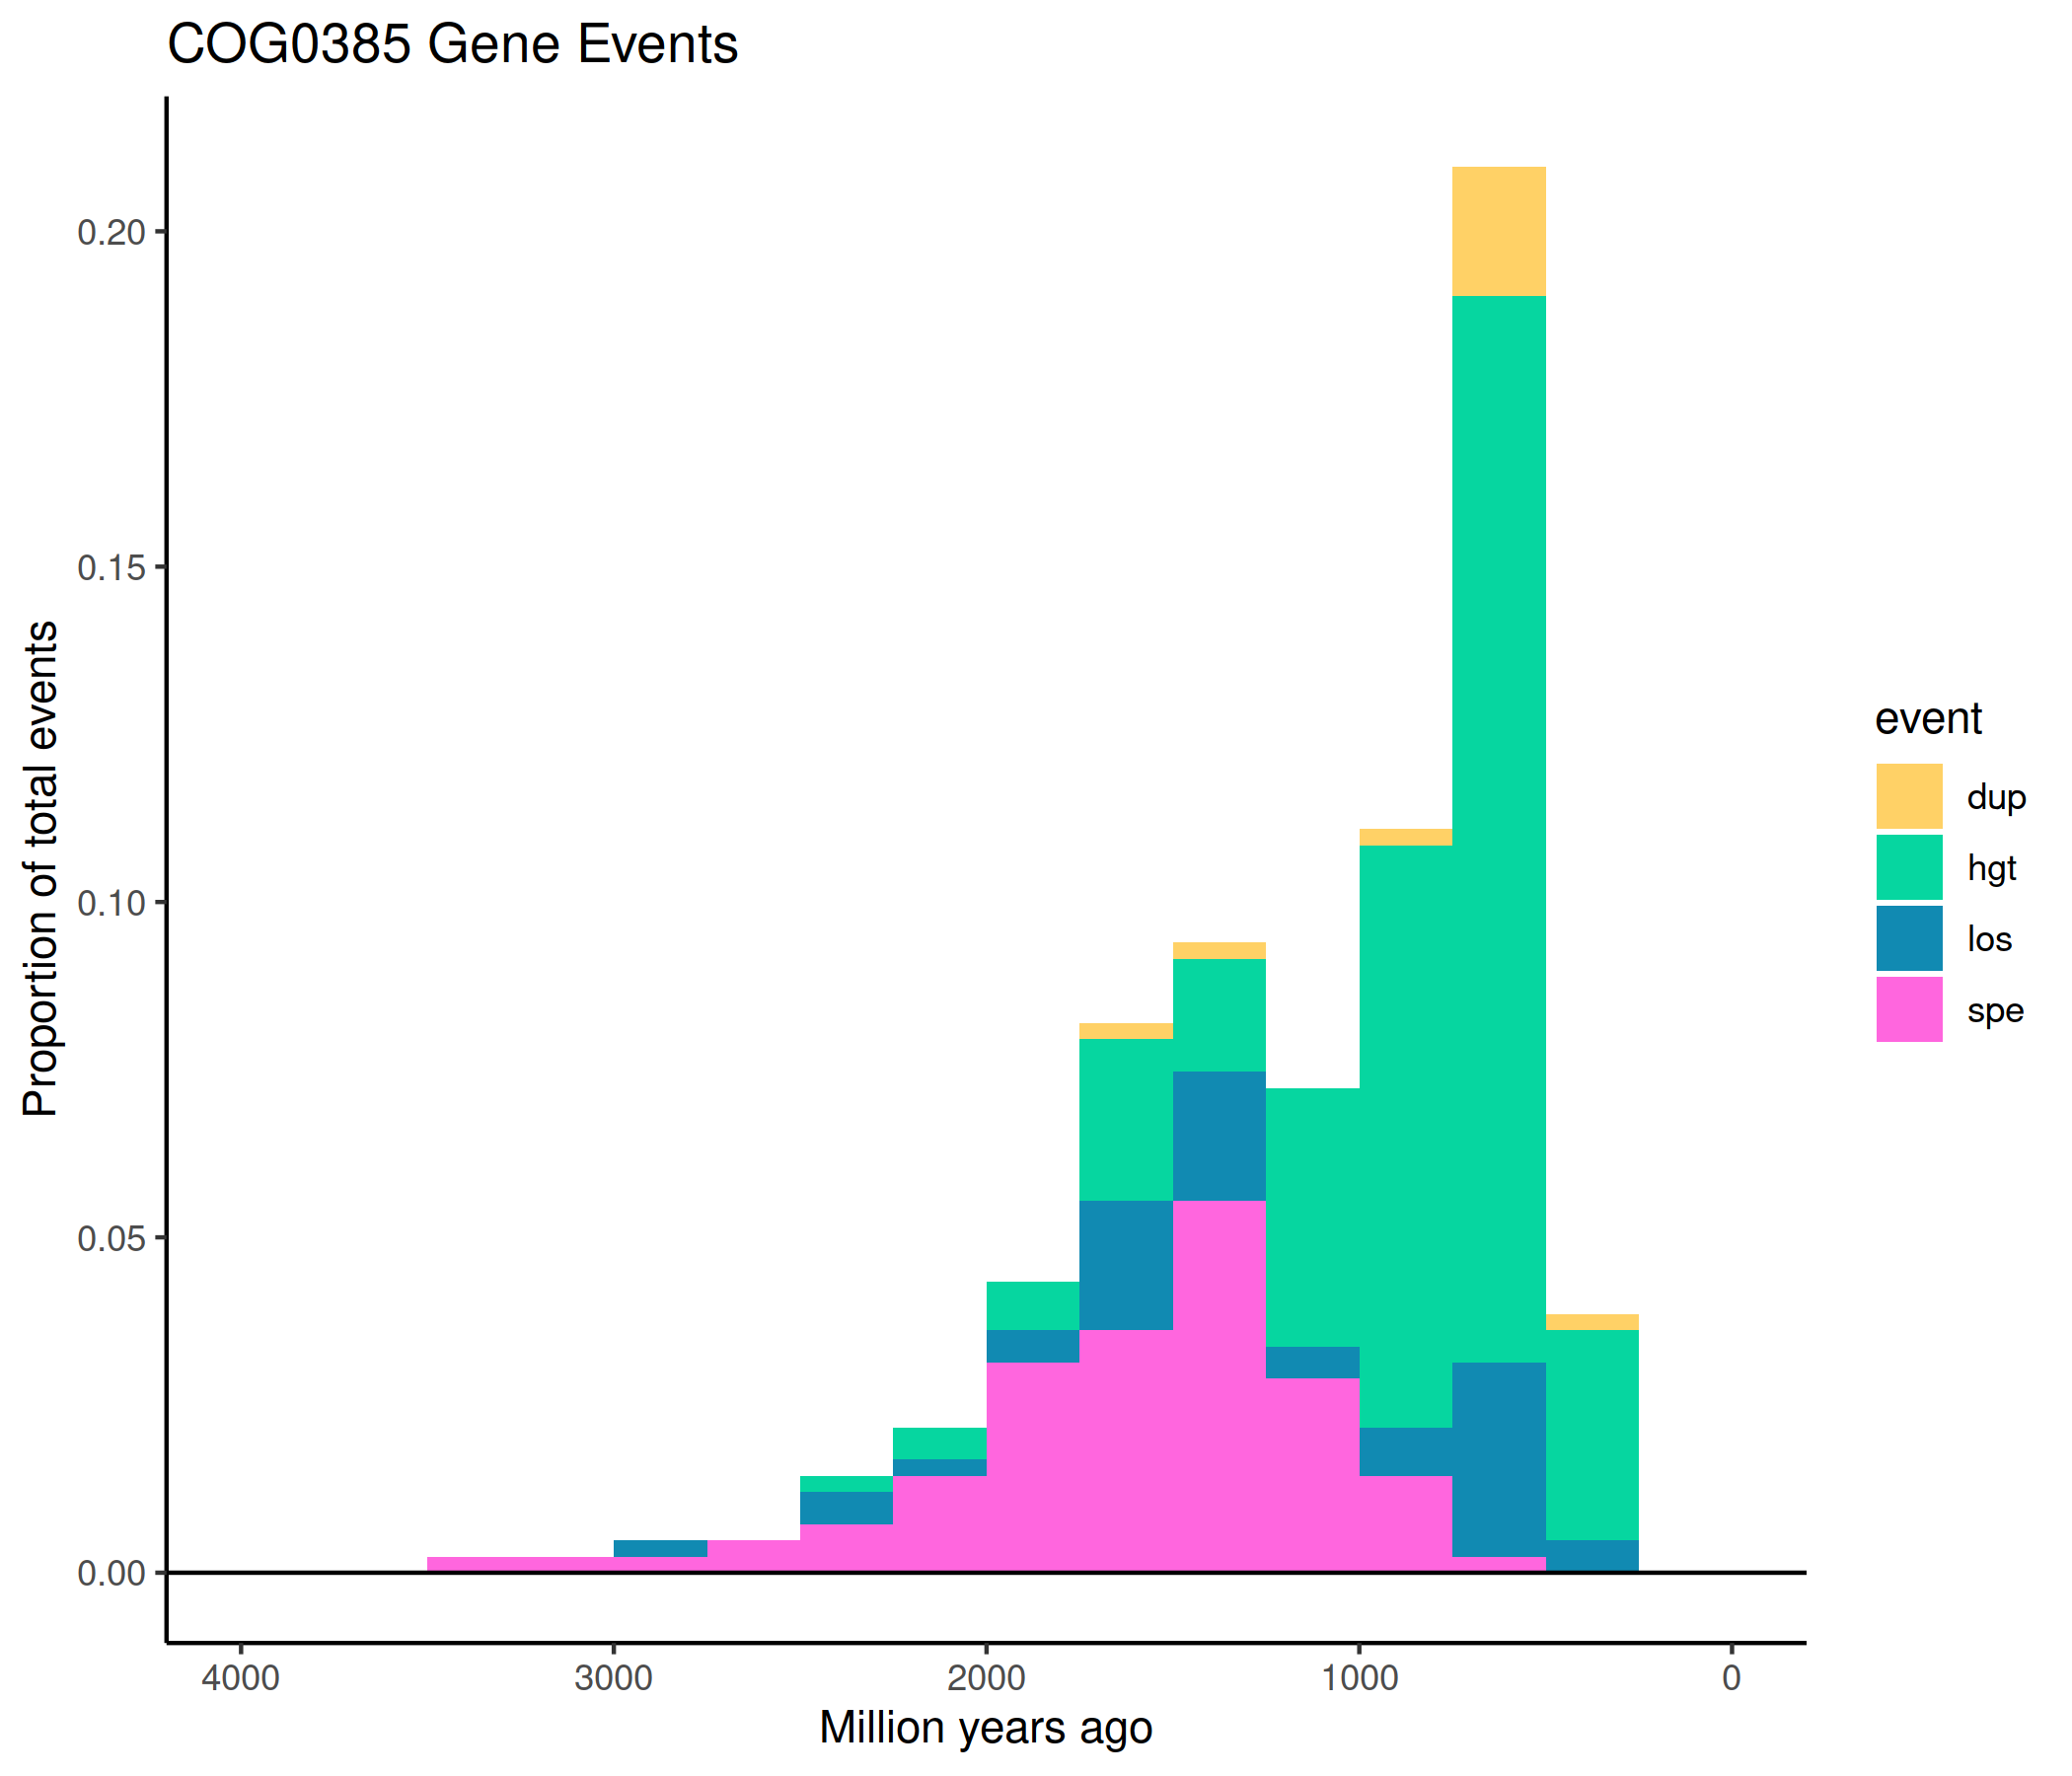 COG0385 Gene Events
Proportion of total events
0.20
0.15
0.10
0.05
0.00
4000 3000 2000 1000 0
Million years ago
event
dup
hgt
los
spe